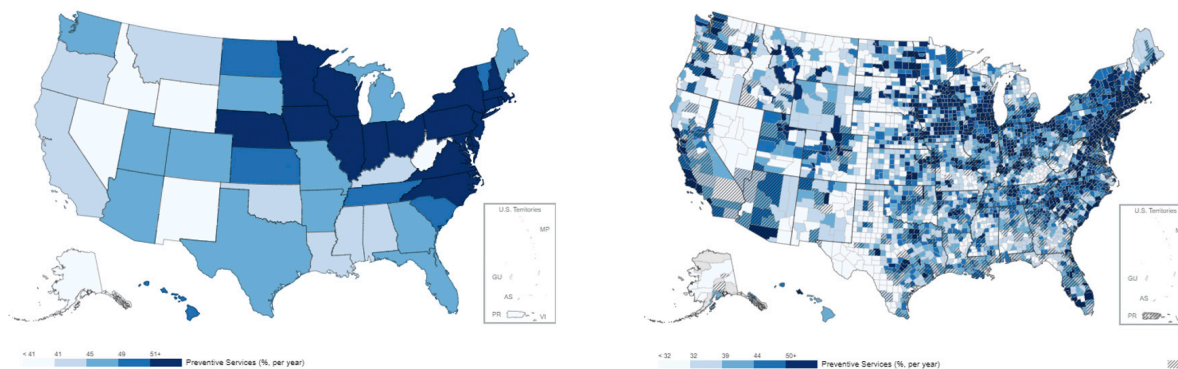 U.S. Territories
MP
GU
AS
PR
VI
< 41
41
45
49
51+
Preventive Services (%, per year)
U.S. Territories
M
GU
AS
PR
V
< 32
32
39
44
50+
Preventive Services (%, per year)